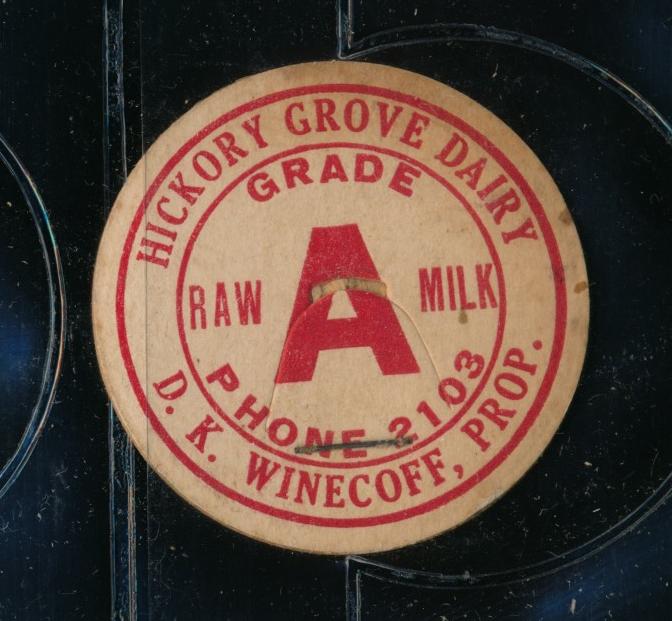 HICKORY GROVE DAIRY
GRADE
A
RAW MILK
PHONE 2103
D. K. WINECOFF, PROP.